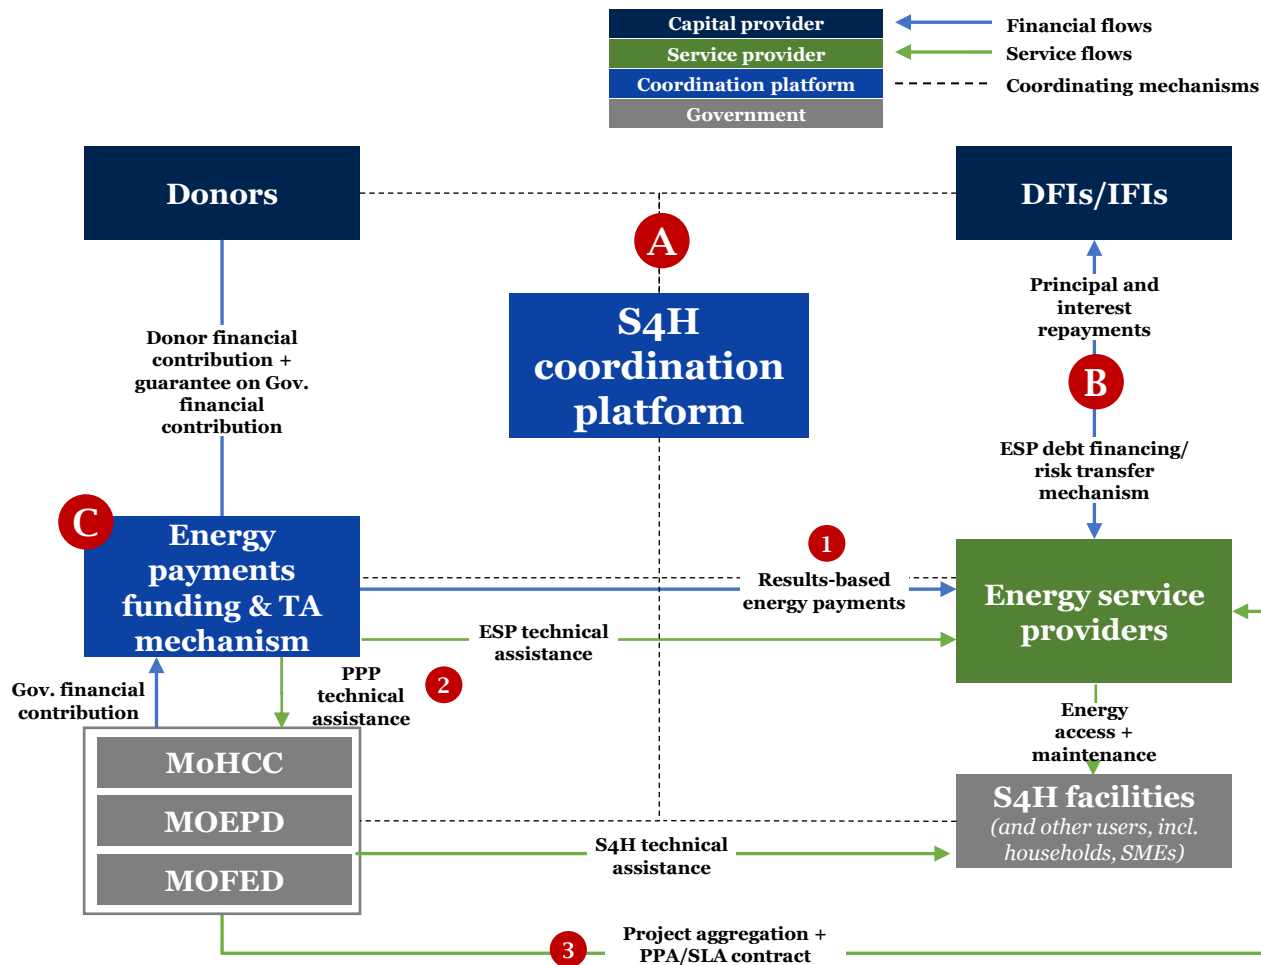 Capital provider
Service provider
Coordination platform
Government
Financial flows
Service flows
Coordinating mechanisms
Donors
DFIs/IFIs
A
S4H
coordination
platform
Principal and
interest
repayments
B
ESP debt financing/
risk transfer
mechanism
Donor financial
contribution +
guarantee on Gov.
financial
contribution
C
Energy
payments
funding & TA
mechanism
1
Results-based
energy payments
Energy service
providers
ESP technical
assistance
Gov. financial
contribution
PPP
technical
assistance
2
Energy
access +
maintenance
MoHCC
MOEPD
MOFED
S4H facilities
(and other users, incl.
households, SMEs)
S4H technical
assistance
3
Project aggregation +
PPA/SLA contract